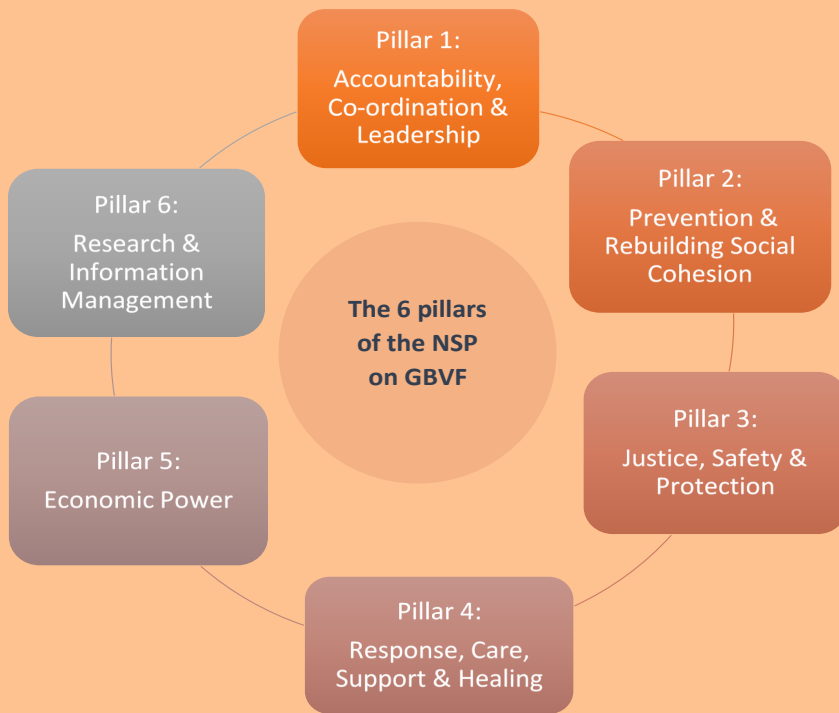 Pillar 1:
Accountability,
Co-ordination &
Leadership
Pillar 2:
Prevention &
Rebuilding Social
Cohesion
Pillar 3:
Justice, Safety &
Protection
Pillar 4:
Response, Care,
Support & Healing
Pillar 5:
Economic Power
Pillar 6:
Research &
Information
Management
The 6 pillars
of the NSP
on GBVF